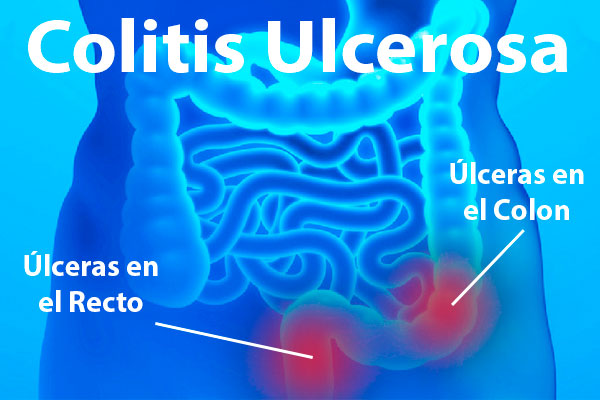 Colitis Ulcerosa
Úlceras en
el Colon
Úlceras en
el Recto